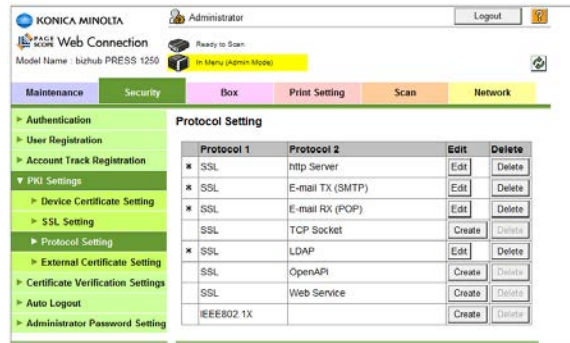 KONICA MINOLTA
Administrator
Logout
?
PAGE SCOPE Web Connection
Ready to Scan
Model Name : bizhub PRESS 1250
In Menu (Admin Mode)
Maintenance Security Box Print Setting Scan Network
Authentication
User Registration
Account Track Registration
PKI Settings
Device Certificate Setting
SSL Setting
Protocol Setting
External Certificate Setting
Certificate Verification Settings
Auto Logout
Administrator Password Setting
Protocol Setting
Protocol 1 Protocol 2 Edit Delete
* SSL http Server Edit Delete
* SSL E-mail TX (SMTP) Edit Delete
* SSL E-mail RX (POP) Edit Delete
SSL TCP Socket Create Delete
* SSL LDAP Edit Delete
SSL OpenAPI Create Delete
SSL Web Service Create Delete
IEEE802.1X Create Delete